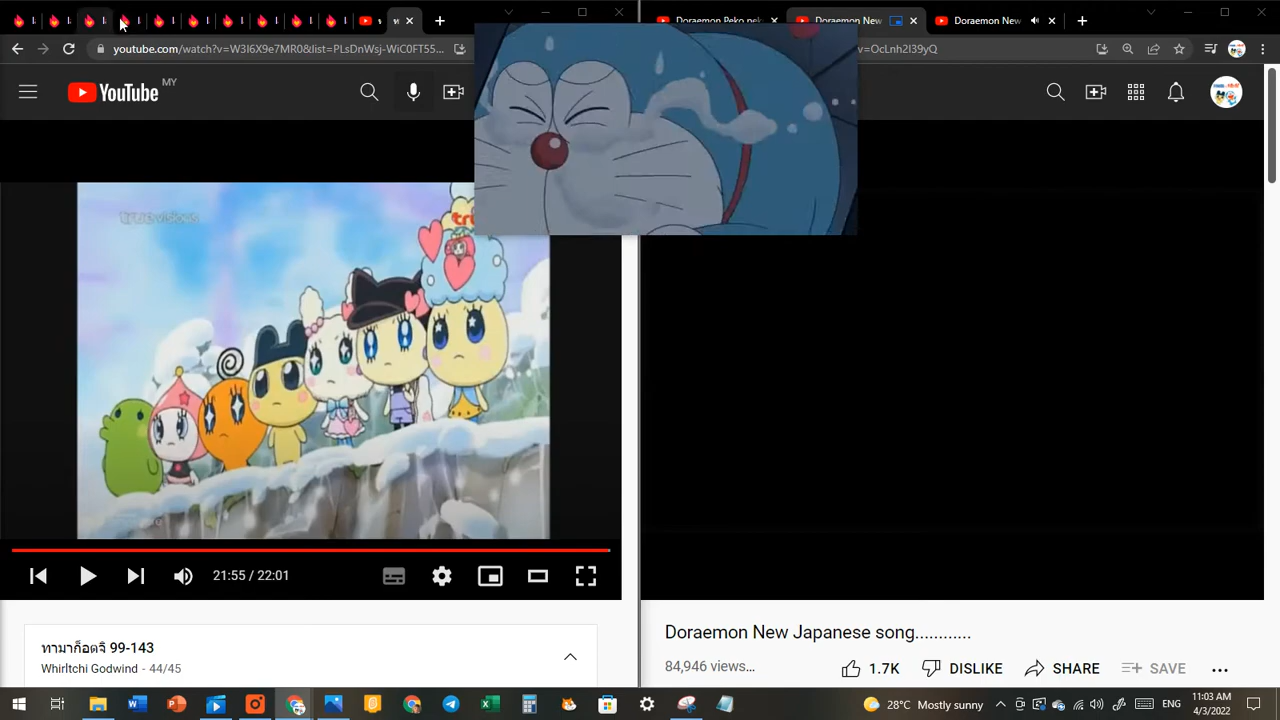 Doraemon Peko pek
Doraemon New
Doraemon New
youtube.com/watch?v=W3I6X9e7MR0&list=PLsDnWsj-WiC0FT55...
v=OcLnh2I39yQ
YouTube MY
truevisions
21:55 / 22:01
ทามาก็อตจิ 99-143
Whirltchi Godwind - 44/45
Doraemon New Japanese song............
84,946 views...
1.7K
DISLIKE
SHARE
SAVE
28°C Mostly sunny
ENG
11:03 AM
4/3/2022